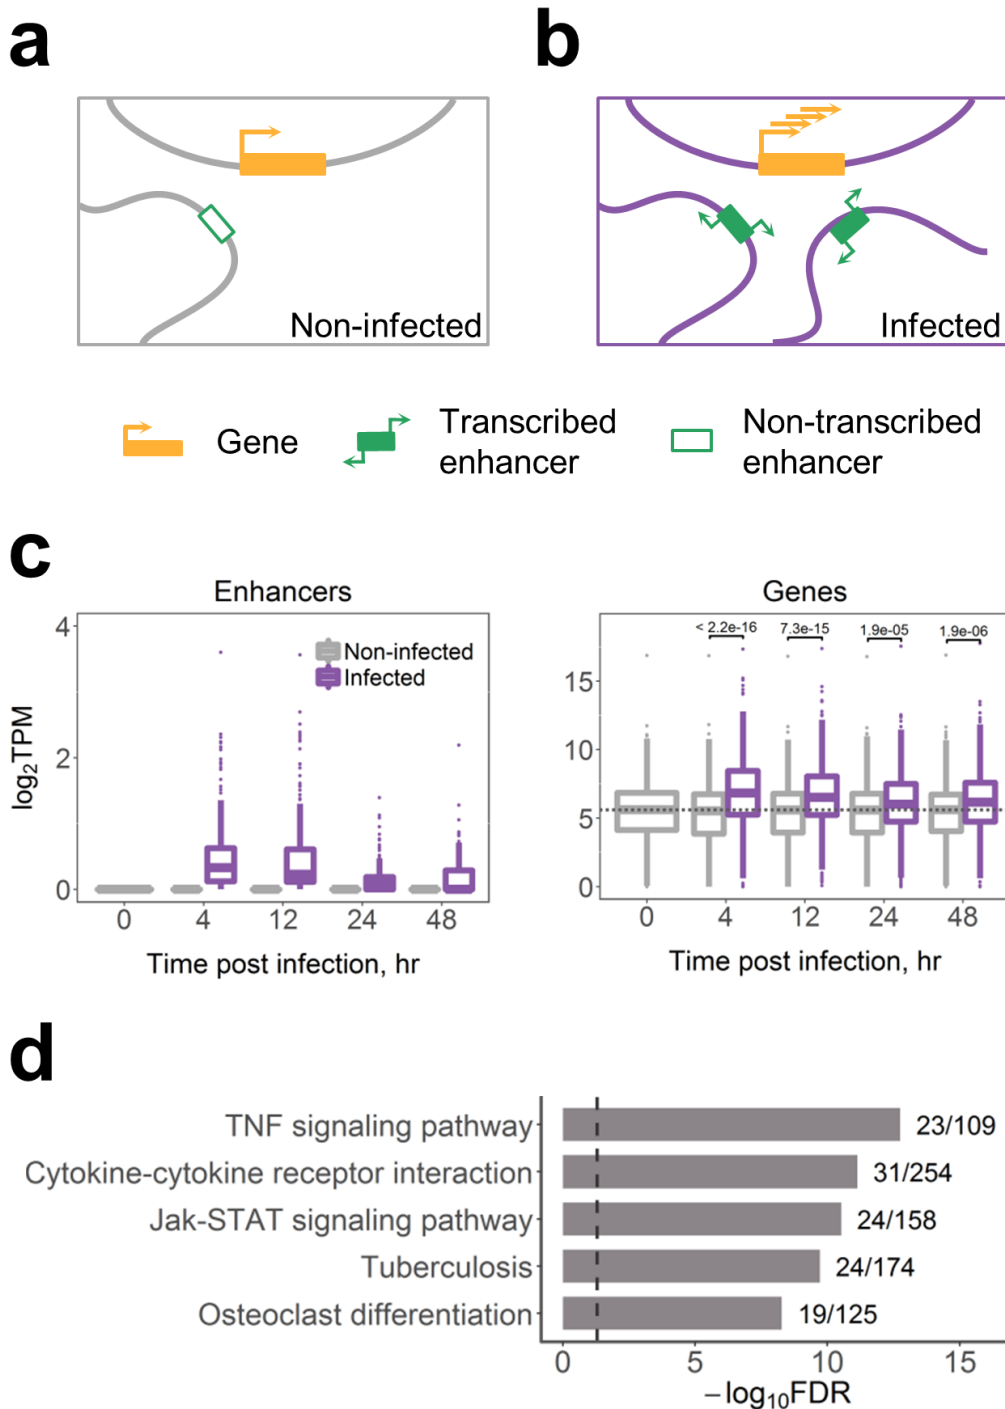 a
b
Non-infected
Infected
Gene
Transcribed
enhancer
Non-transcribed
enhancer
c
Enhancers
Genes
Non-infected
Infected
< 2.2e-16
7.3e-15
1.9e-05
1.9e-06
log2TPM
4
2
0
15
10
5
0
0
4
12
24
48
0
4
12
24
48
Time post infection, hr
Time post infection, hr
d
TNF signaling pathway
23/109
Cytokine-cytokine receptor interaction
31/254
Jak-STAT signaling pathway
24/158
Tuberculosis
24/174
Osteoclast differentiation
19/125
0
5
10
15
−log10FDR